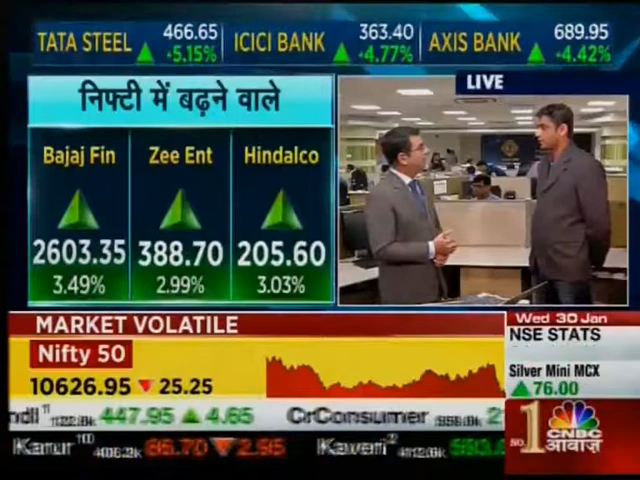 TATA STEEL 466.65 +5.15% ICICI BANK 363.40 +4.77% AXIS BANK 689.95 +4.42%
निफ्टी में बढ़ने वाले
LIVE
Bajaj Fin Zee Ent Hindalco
2603.35 388.70 205.60
3.49% 2.99% 3.03%
MARKET VOLATILE
Nifty 50
10626.95 25.25
Wed 30 Jan
NSE STATS
Silver Mini MCX
76.00
447.95 4.65 CrConsumer
Kaveri
NO. 1 CNBC
आवाज़